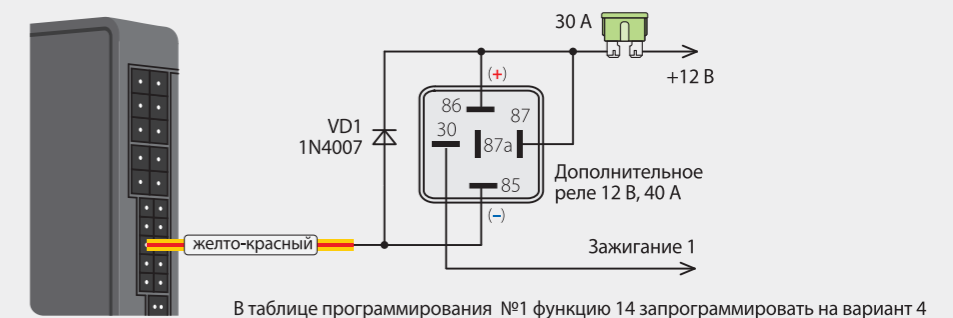 30 А
+12 В
(+)
86
87
VD1
1N4007
30
87а
Дополнительное
реле 12 В, 40 А
85
(–)
желто-красный
Зажигание 1
В таблице программирования №1 функцию 14 запрограммировать на вариант 4